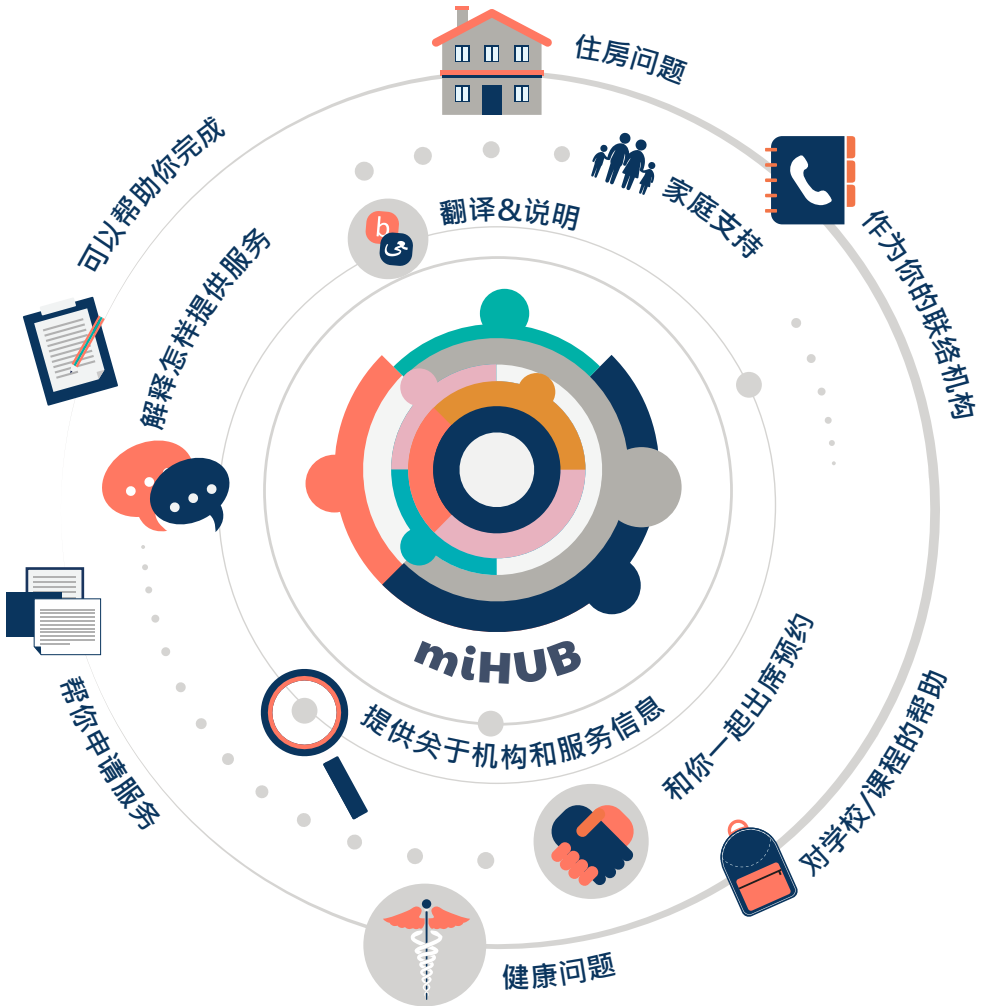 住房问题
家庭支持
作为你的联络机构
翻译&说明
可以帮助你完成
解释怎样提供服务
b
miHUB
提供关于机构和服务信息
和你一起出席预约
对学校/课程的帮助
帮你申请服务
健康问题